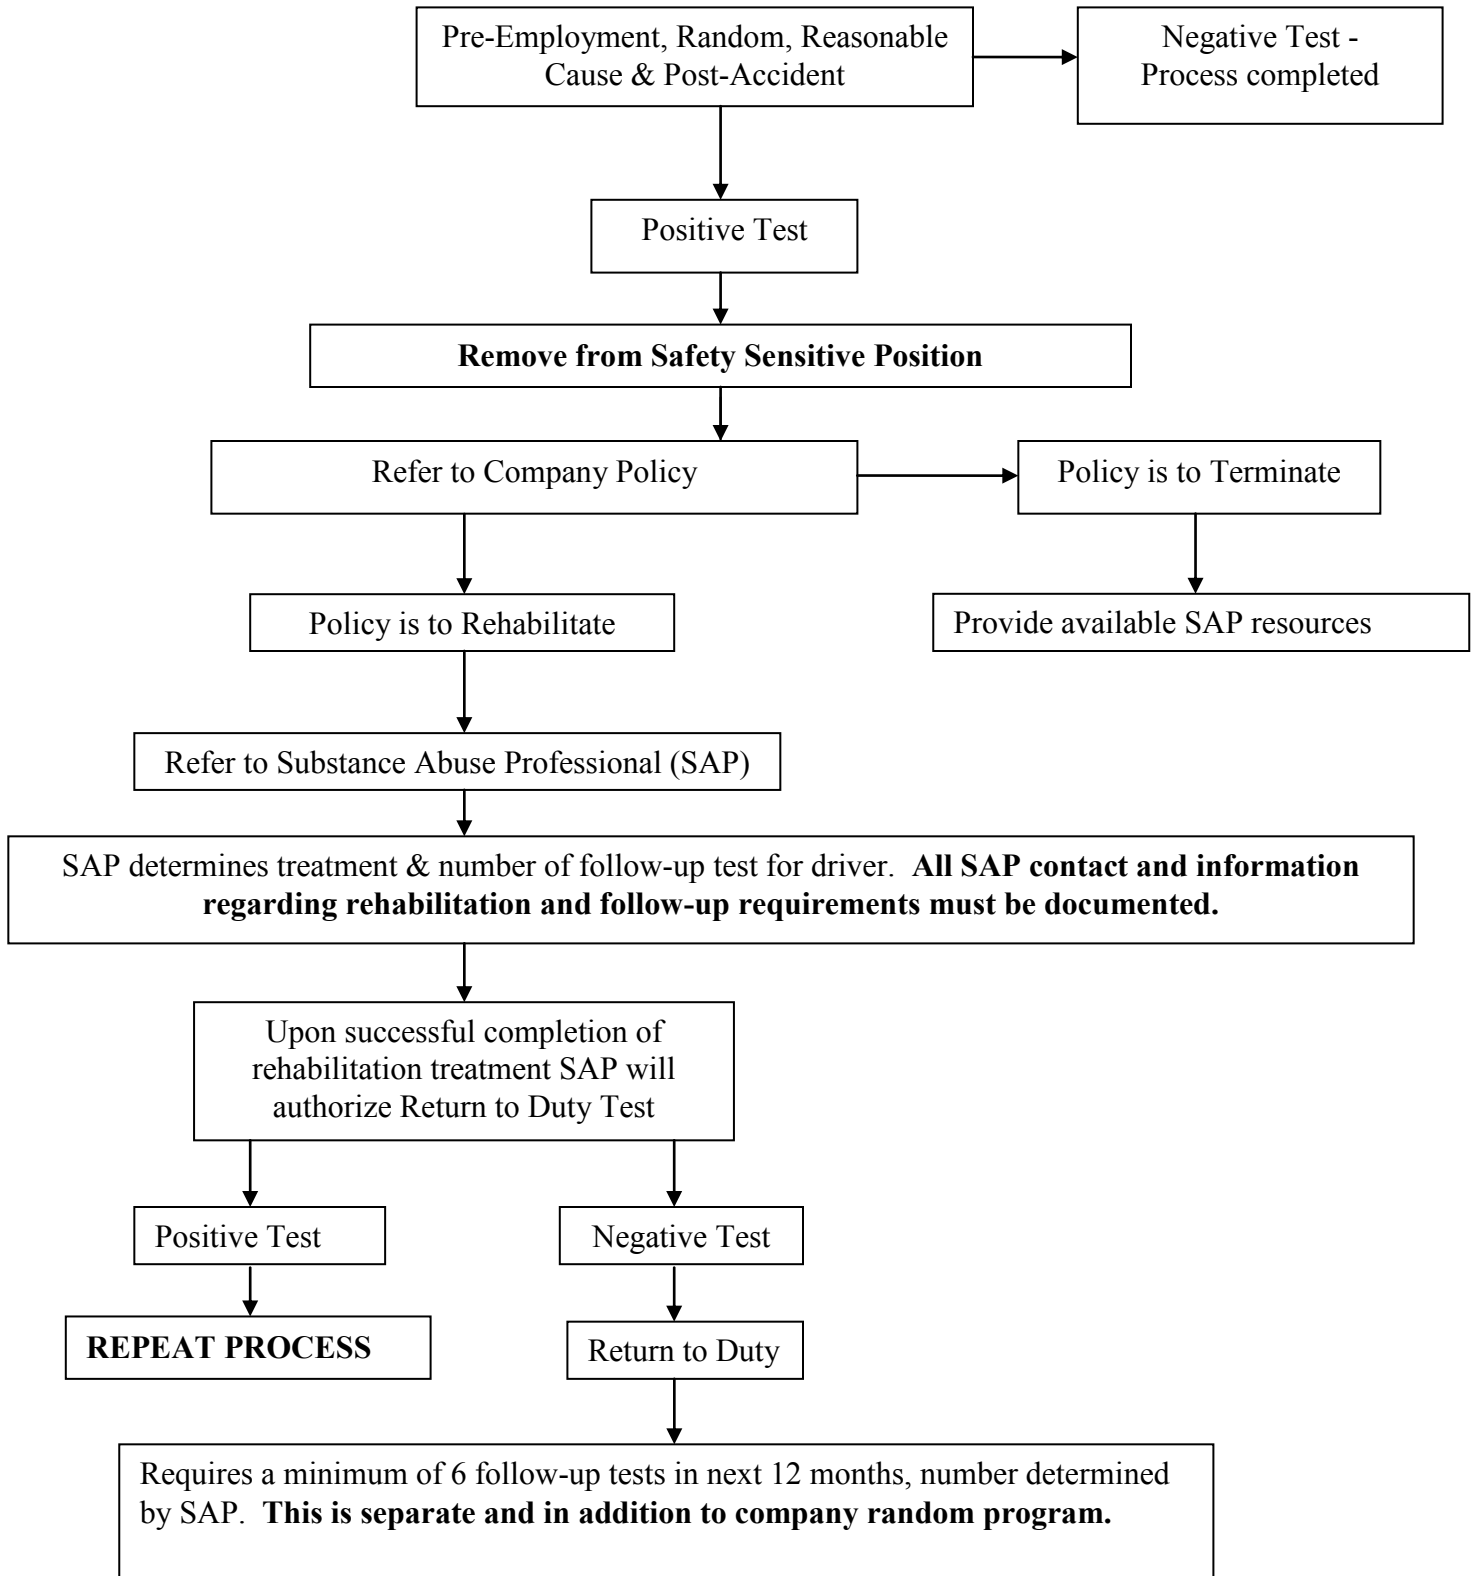 Pre-Employment, Random, Reasonable
Cause & Post-Accident
Negative Test -
Process completed
Positive Test
Remove from Safety Sensitive Position
Refer to Company Policy
Policy is to Terminate
Policy is to Rehabilitate
Provide available SAP resources
Refer to Substance Abuse Professional (SAP)
SAP determines treatment & number of follow-up test for driver.  All SAP contact and information
regarding rehabilitation and follow-up requirements must be documented.
Upon successful completion of
rehabilitation treatment SAP will
authorize Return to Duty Test
Positive Test
Negative Test
REPEAT PROCESS
Return to Duty
Requires a minimum of 6 follow-up tests in next 12 months, number determined
by SAP.  This is separate and in addition to company random program.